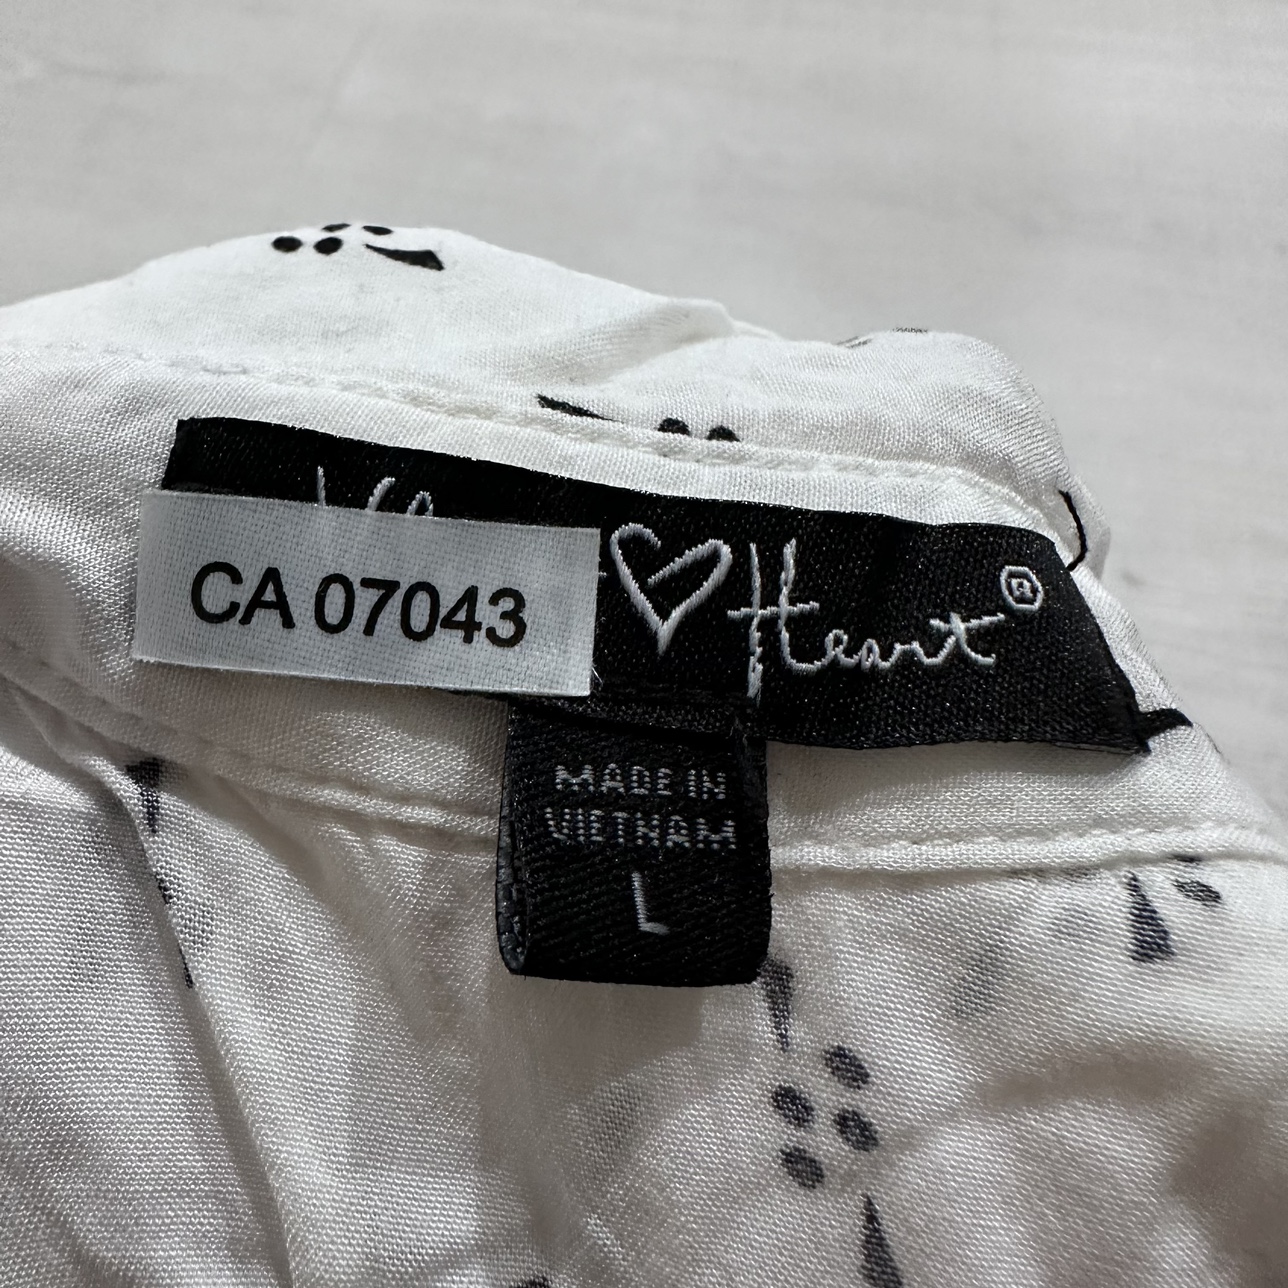 CA 07043
Heart®
MADE IN
VIETNAM
L